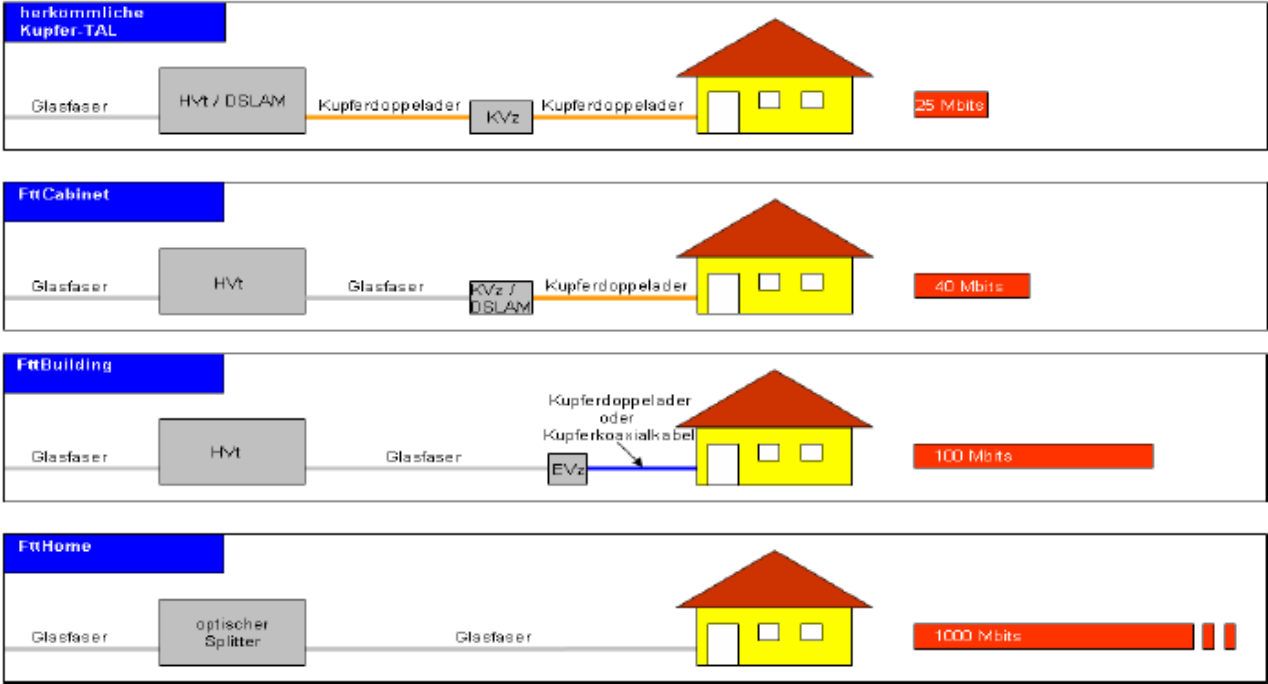 herkömmliche
Kupfer-TAL
Glasfaser
HVt / DSLAM
Kupferdoppelader
KVz
Kupferdoppelader
25 Mbits
FttCabinet
Glasfaser
HVt
Glasfaser
KVz /
DSLAM
Kupferdoppelader
40 Mbits
FttBuilding
Glasfaser
HVt
Glasfaser
EVz
Kupferdoppelader
oder
Kupferkoaxialkabel
100 Mbits
FttHome
Glasfaser
optischer
Splitter
Glasfaser
1000 Mbits